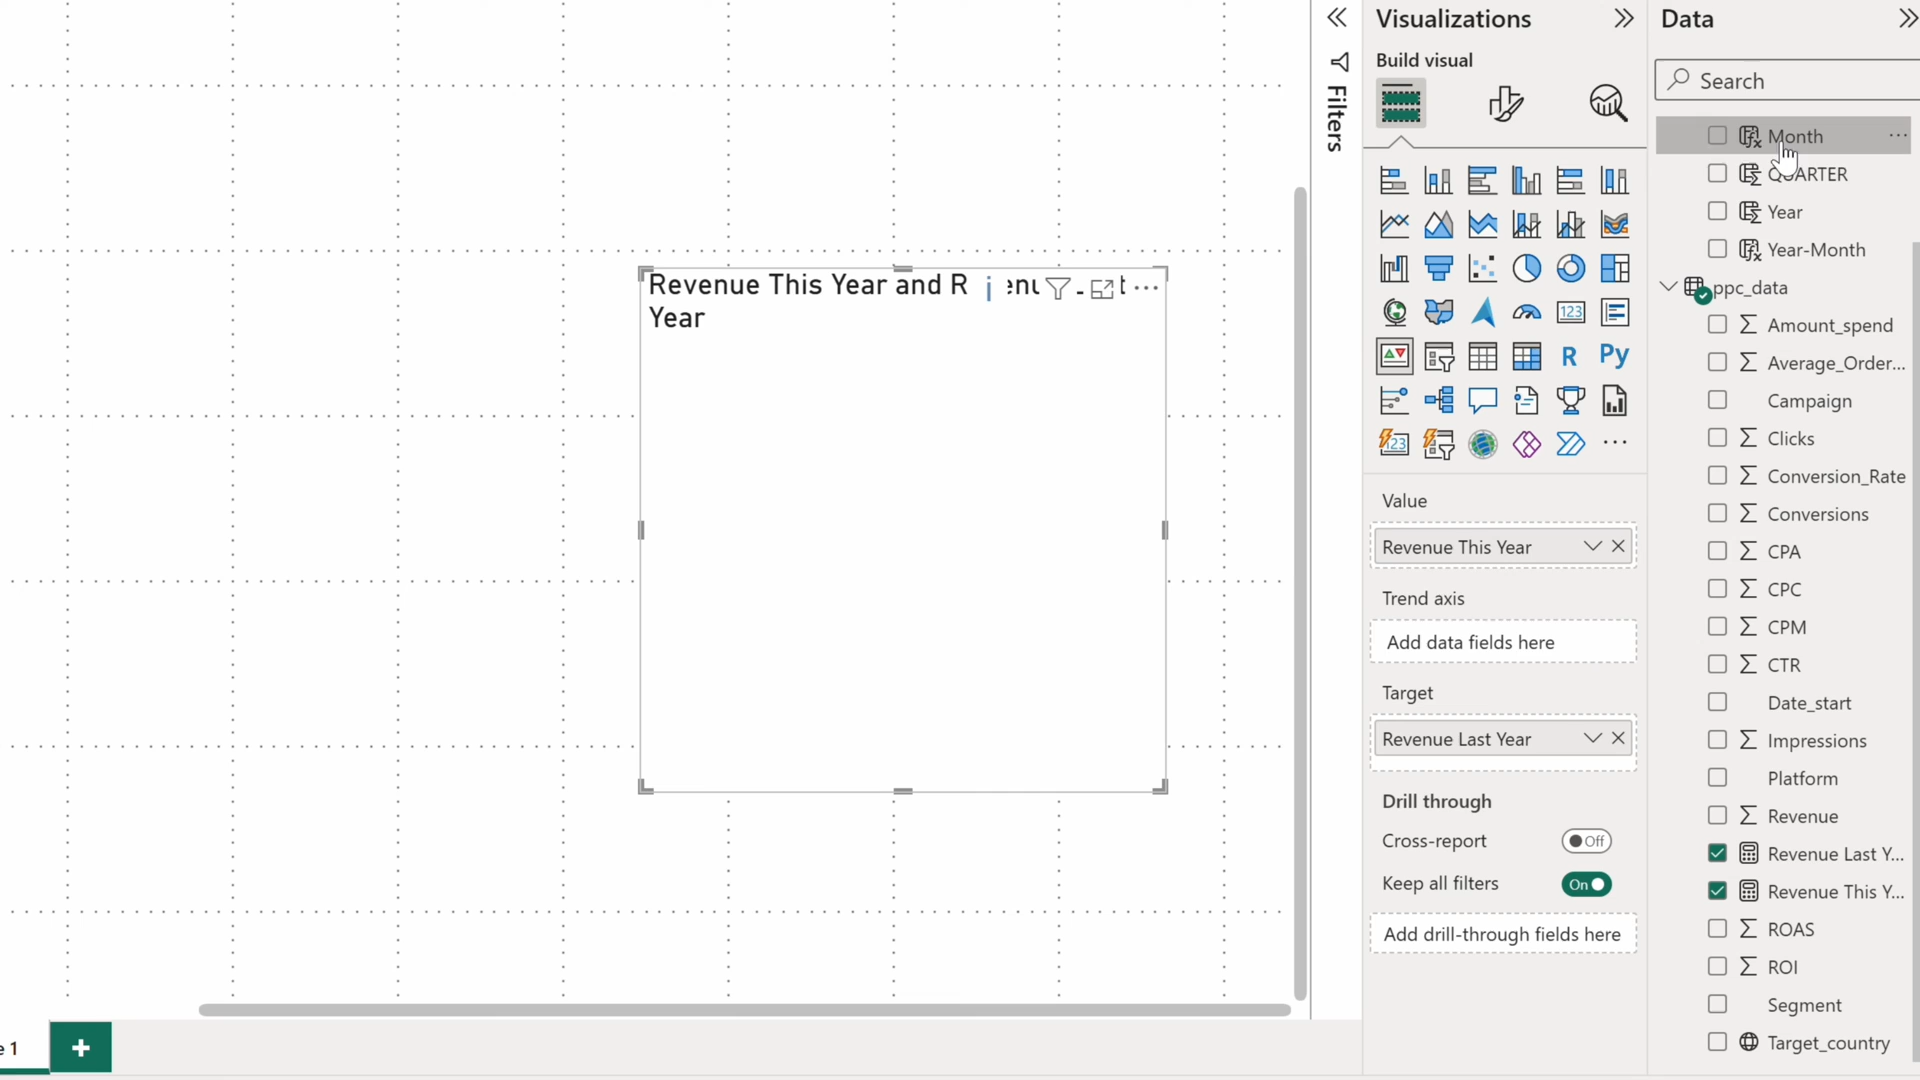 Visualizations
Data
Build visual
Filters
Search
Month
QUARTER
Year
Year-Month
Revenue This Year and R enu t
Year
123
R
Py
123
ppc_data
Amount_spend
Average_Order...
Campaign
Clicks
Conversion_Rate
Conversions
CPA
CPC
CPM
CTR
Date_start
Impressions
Platform
Revenue
Revenue Last Y...
Revenue This Y...
ROAS
ROI
Segment
Target_country
Value
Revenue This Year
Trend axis
Add data fields here
Target
Revenue Last Year
Drill through
Cross-report
Off
Keep all filters
On
Add drill-through fields here
e 1